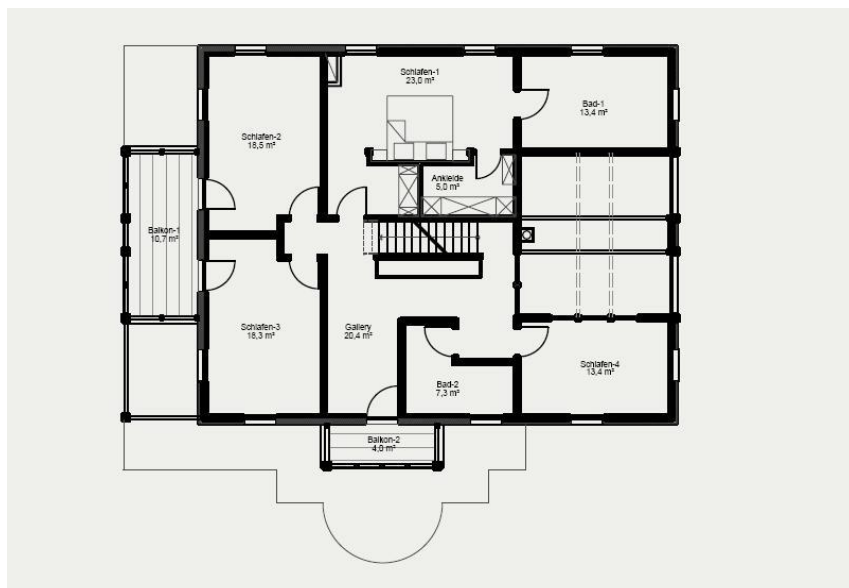 Schlafen-1
23,0 m²
Bad-1
13,4 m²
Schlafen-2
18,5 m²
Ankleide
5,0 m²
Balkon-1
10,7 m²
Schlafen-3
18,3 m²
Gallery
20,4 m²
Schlafen-4
13,4 m²
Bad-2
7,3 m²
Balkon-2
4,0 m²